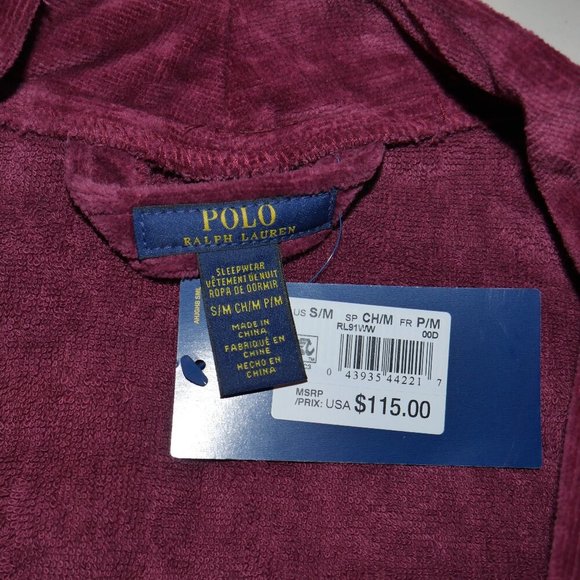 POLO
RALPH LAUREN
SLEEPWEAR
VÊTEMENT DE NUIT
ROPA DE DORMIR
S/M CH/M P/M
MADE IN
CHINA
FABRIQUÉ EN
CHINE
HECHO EN
CHINA
US S/M SP CH/M FR P/M
RL91WW 00D
0 43935 44221 7
MSRP
/PRIX: USA $115.00